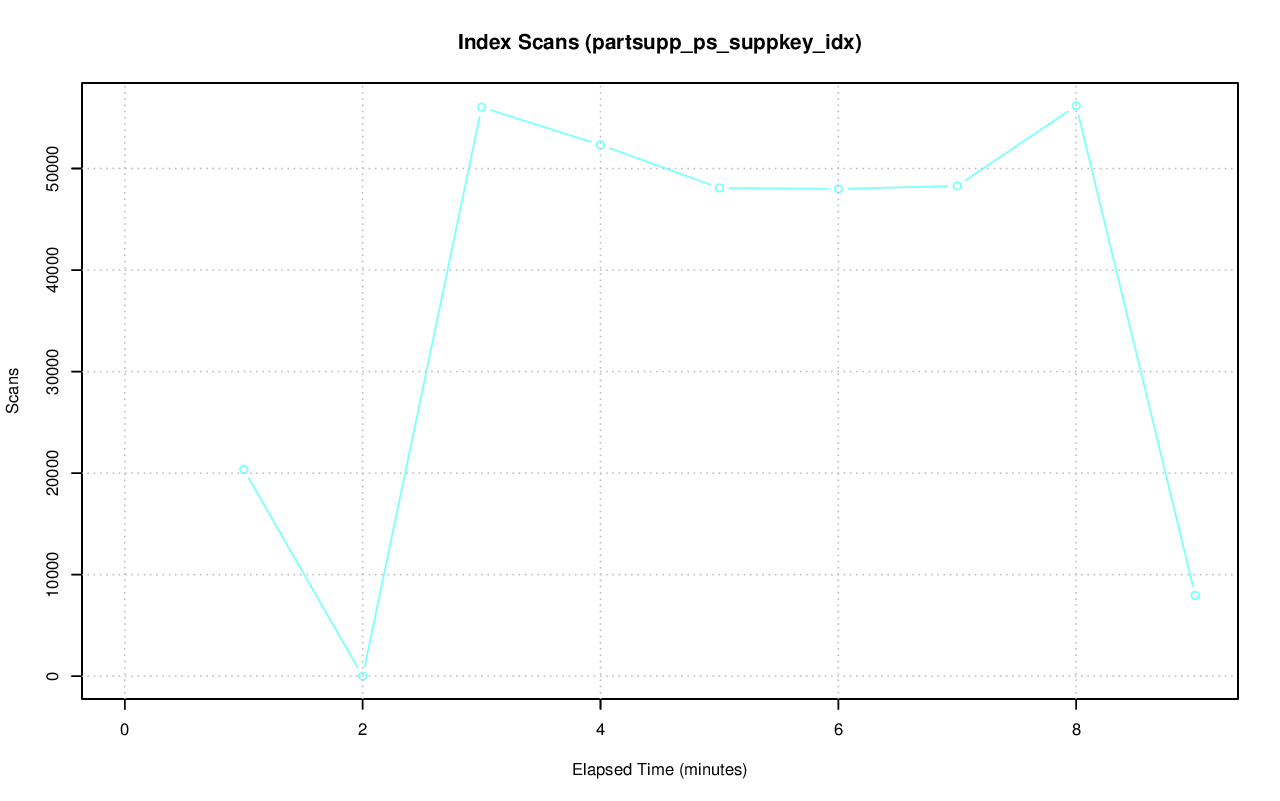 Index Scans (partsupp_ps_suppkey_idx)
Scans
50000
40000
30000
20000
10000
0
0 2 4 6 8
Elapsed Time (minutes)